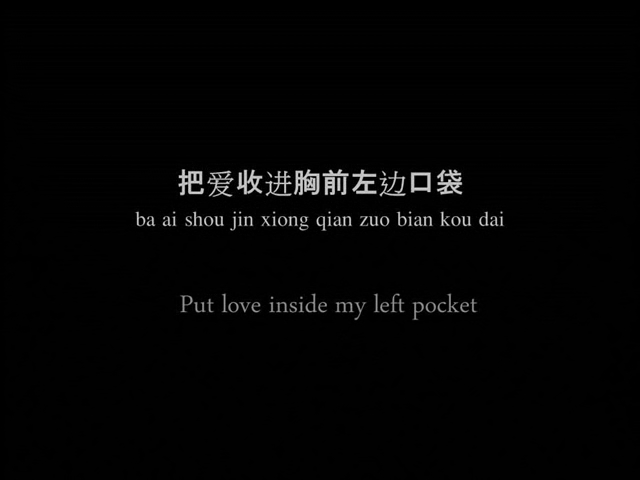 把爱收进胸前左边口袋
ba ai shou jin xiong qian zuo bian kou dai
Put love inside my left pocket